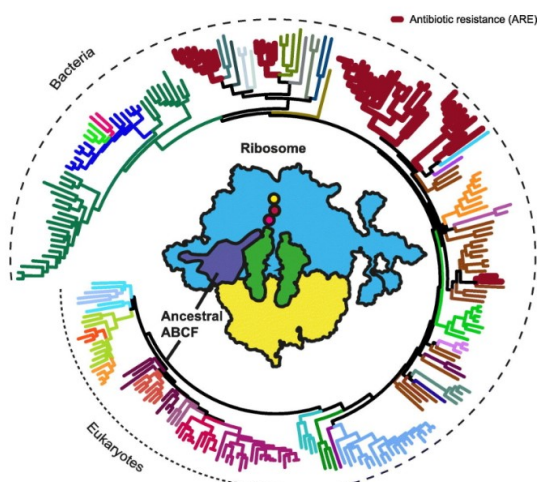 Antibiotic resistance (ARE)
Bacteria
Ribosome
Ancestral
ABCF
Eukaryotes